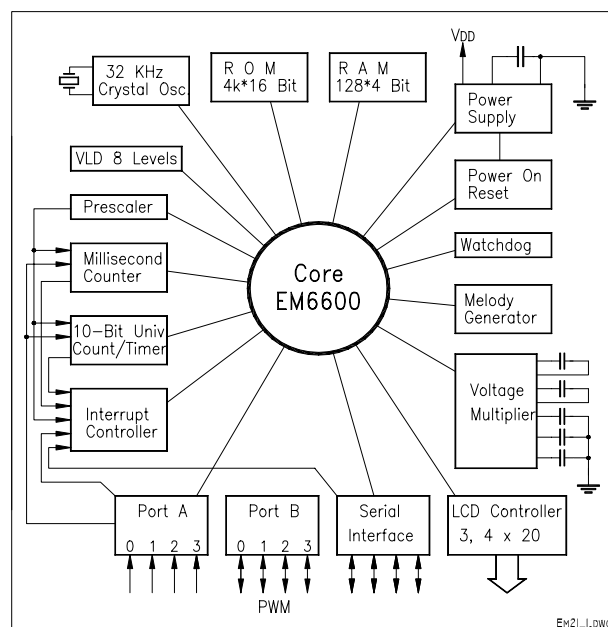 32 KHz
Crystal Osc.
R O M
4k*16 Bit
R A M
128*4 Bit
VDD
Power
Supply
VLD 8 Levels
Power On
Reset
Prescaler
Watchdog
Millisecond
Counter
Core
EM6600
Melody
Generator
10-Bit Univ
Count/Timer
Voltage
Multiplier
Interrupt
Controller
Port A
0 1 2 3
Port B
0 1 2 3
Serial
Interface
LCD Controller
3, 4 x 20
PWM